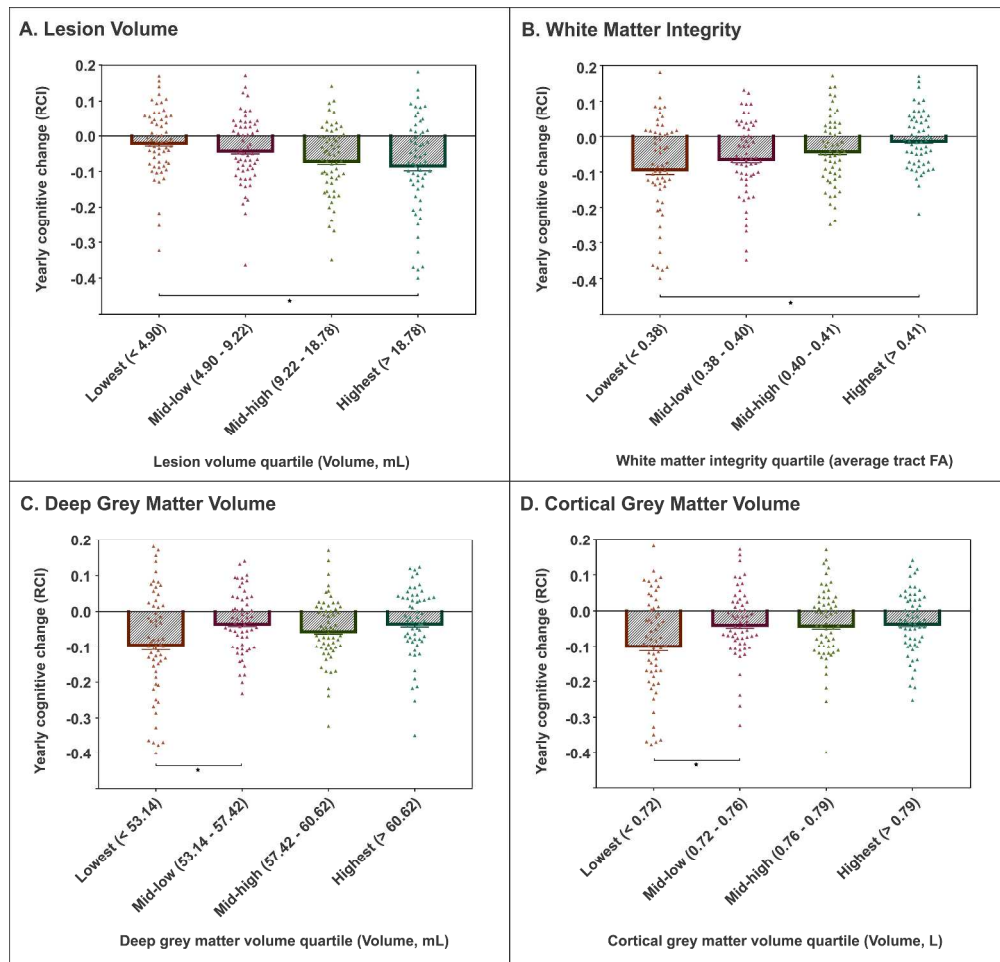 A. Lesion Volume
Yearly cognitive change (RCI)
0.2
0.1
0.0
-0.1
-0.2
-0.3
-0.4
*
Lowest (< 4.90)
Mid-low (4.90 - 9.22)
Mid-high (9.22 - 18.78)
Highest (> 18.78)
Lesion volume quartile (Volume, mL)
B. White Matter Integrity
Yearly cognitive change (RCI)
0.2
0.1
0.0
-0.1
-0.2
-0.3
-0.4
*
Lowest (< 0.38)
Mid-low (0.38 - 0.40)
Mid-high (0.40 - 0.41)
Highest (> 0.41)
White matter integrity quartile (average tract FA)
C. Deep Grey Matter Volume
Yearly cognitive change (RCI)
0.2
0.1
0.0
-0.1
-0.2
-0.3
-0.4
*
Lowest (< 53.14)
Mid-low (53.14 - 57.42)
Mid-high (57.42 - 60.62)
Highest (> 60.62)
Deep grey matter volume quartile (Volume, mL)
D. Cortical Grey Matter Volume
Yearly cognitive change (RCI)
0.2
0.1
0.0
-0.1
-0.2
-0.3
-0.4
*
Lowest (< 0.72)
Mid-low (0.72 - 0.76)
Mid-high (0.76 - 0.79)
Highest (> 0.79)
Cortical grey matter volume quartile (Volume, L)